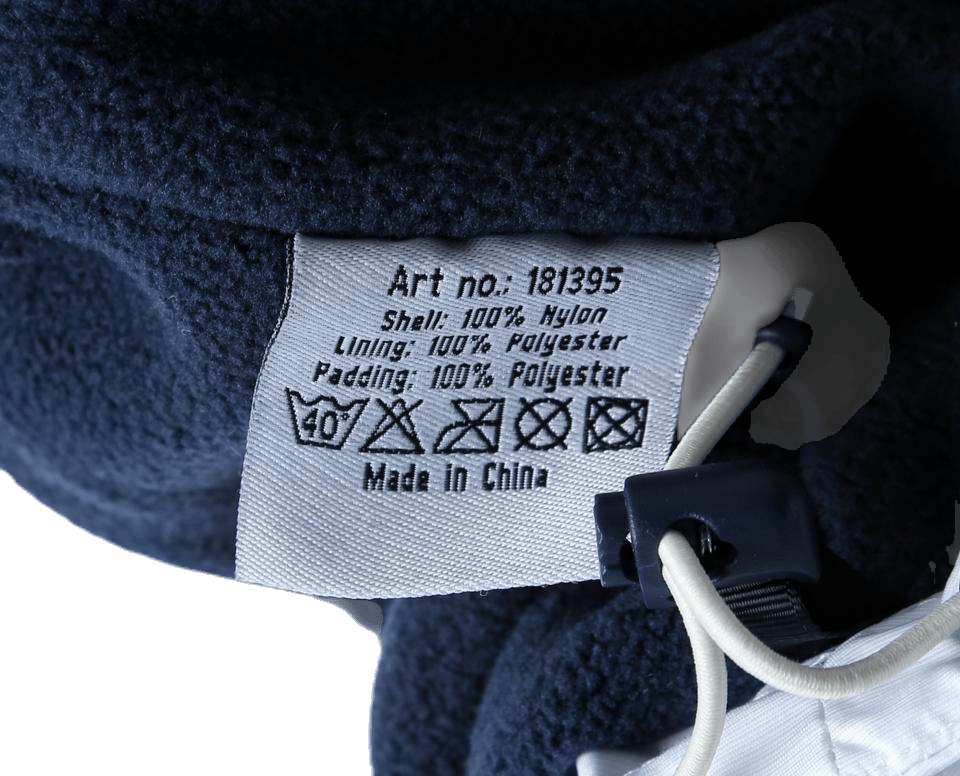 Art no.: 181395
Shell: 100% Nylon
Lining: 100% Polyester
Padding: 100% Polyester
40°
Made in China